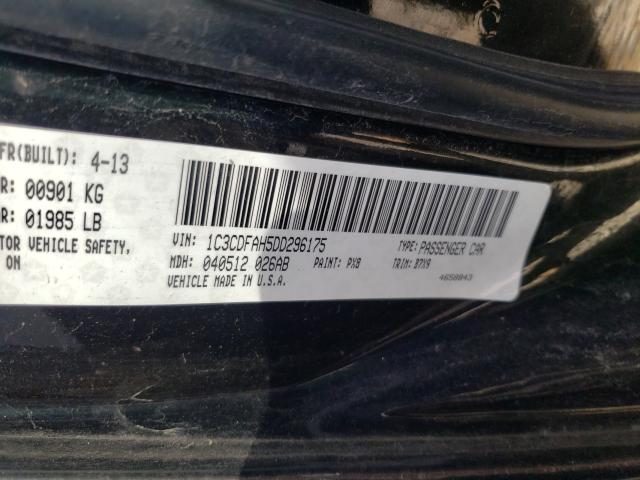 FR(BUILT): 4-13
R: 00901 KG
R: 01985 LB
TOR VEHICLE SAFETY,
ON
VIN: 1C3CDFAH5DD296175
TYPE: PASSENGER CAR
MDH: 040512 026AB
PAINT: PX8
TRIM: B7X9
VEHICLE MADE IN U.S.A.
4658843